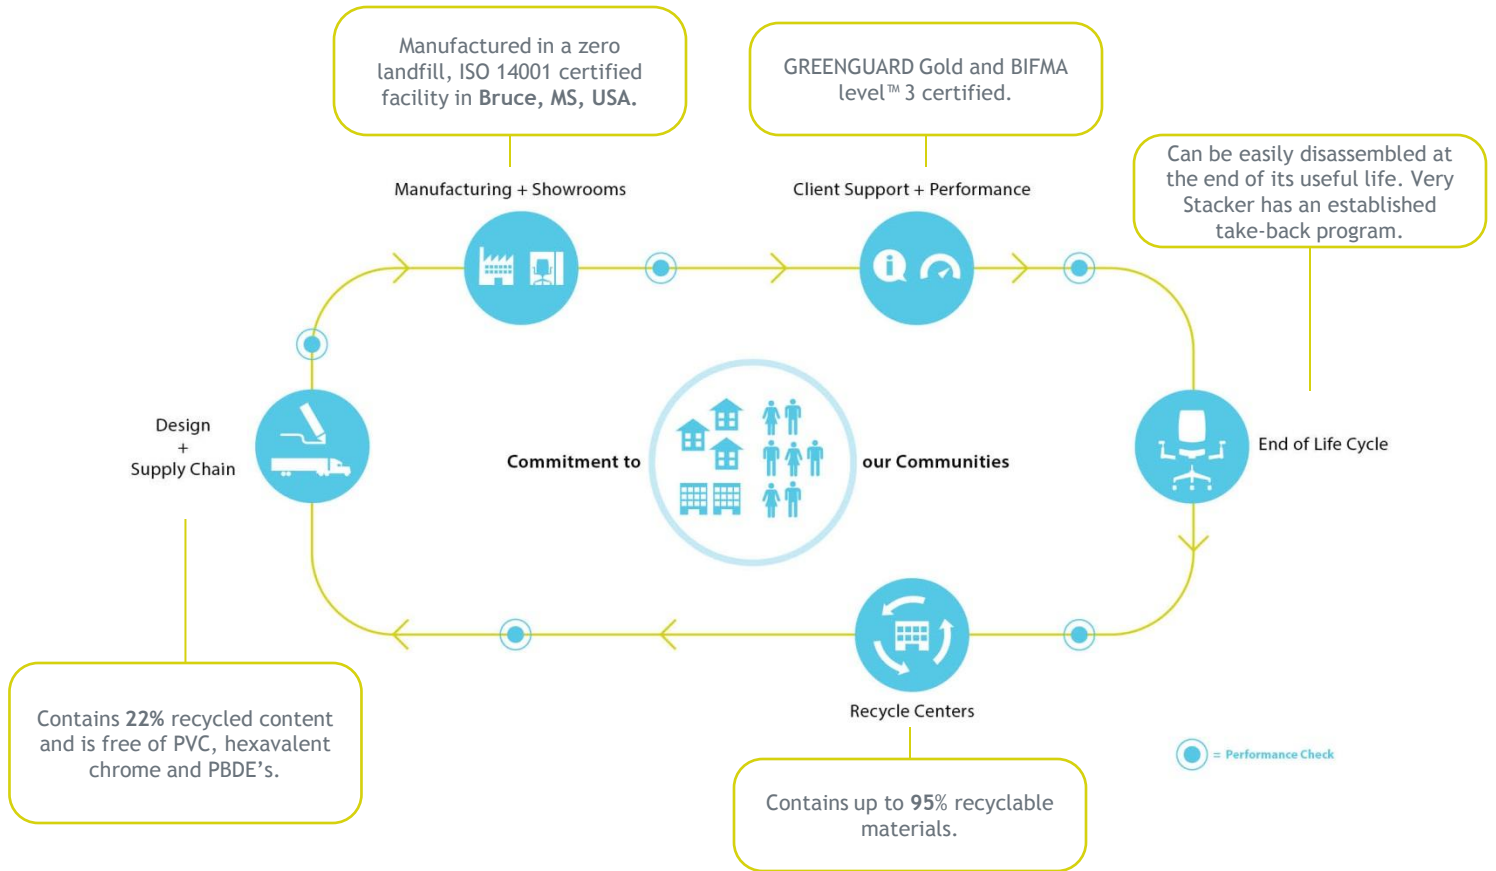 Manufactured in a zero
landfill, ISO 14001 certified
facility in Bruce, MS, USA.
GREENGUARD Gold and BIFMA
level™ 3 certified.
Can be easily disassembled at
the end of its useful life. Very
Stacker has an established
take-back program.
Manufacturing + Showrooms
Client Support + Performance
Design
+
Supply Chain
Commitment to
our Communities
End of Life Cycle
Recycle Centers
Contains 22% recycled content
and is free of PVC, hexavalent
chrome and PBDE’s.
= Performance Check
Contains up to 95% recyclable
materials.